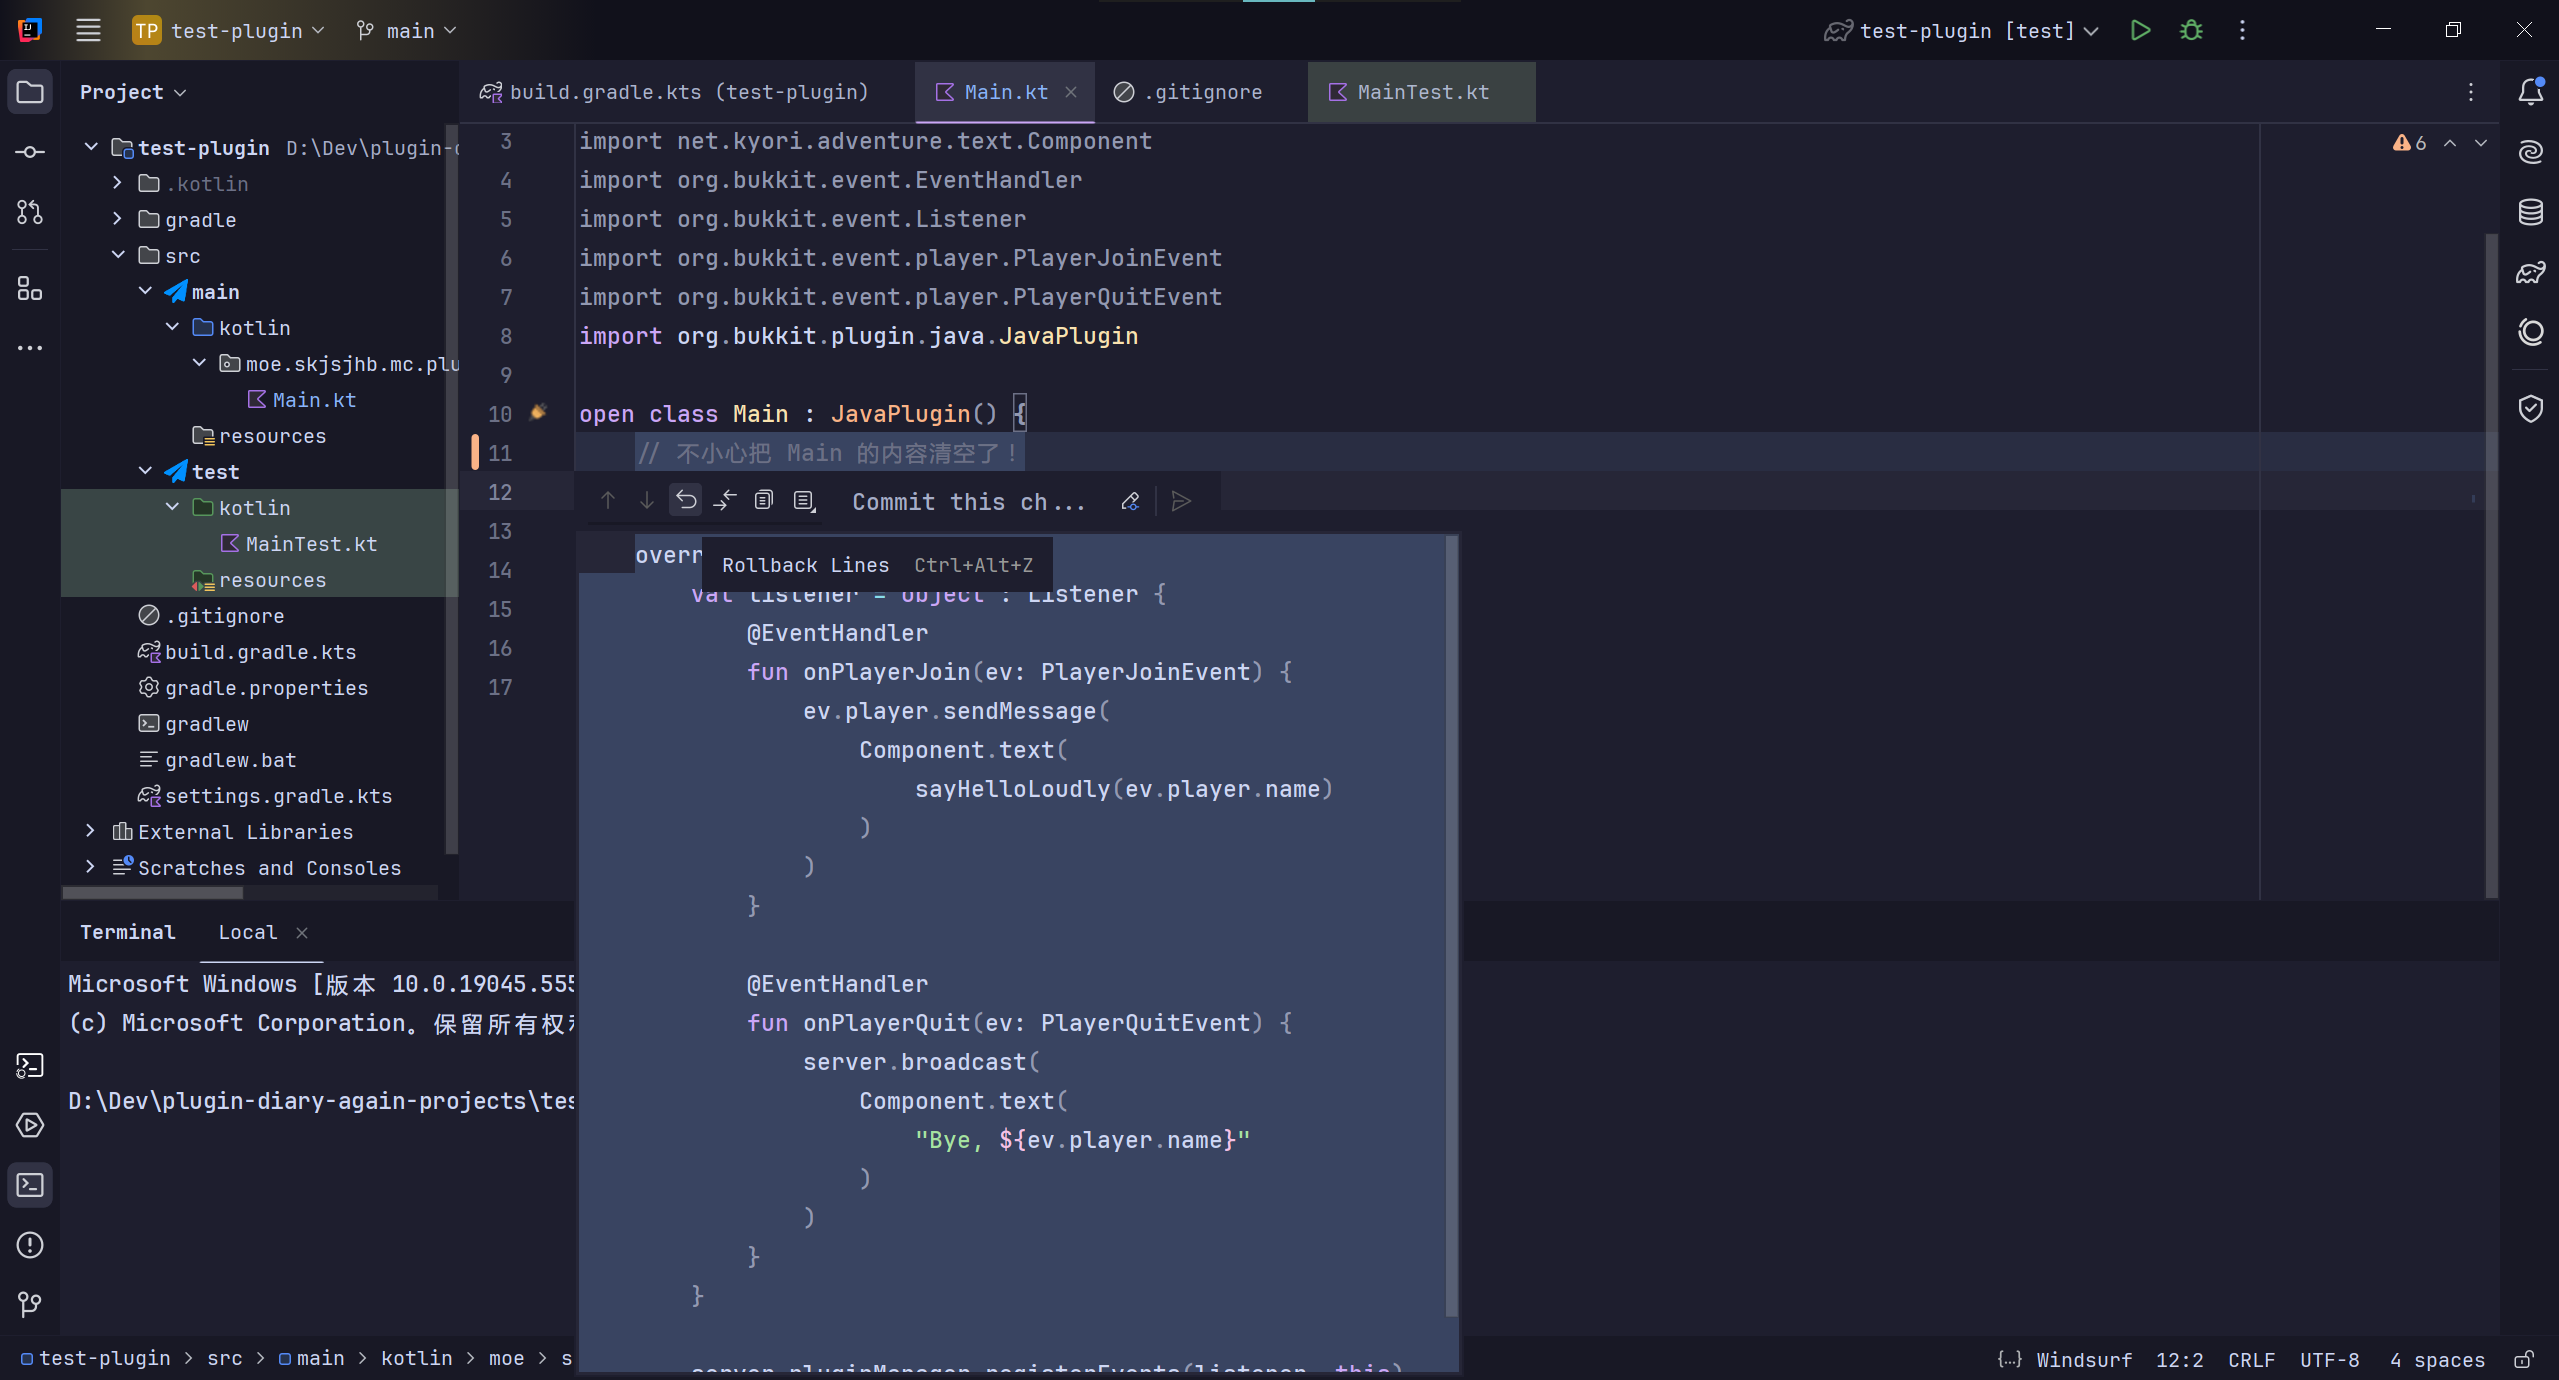 TP test-plugin
main
test-plugin [test]
Project
build.gradle.kts (test-plugin)
Main.kt
.gitignore
MainTest.kt
test-plugin D:\Dev\plugin-
.kotlin
gradle
src
main
kotlin
moe.skjsjhb.mc.plu
Main.kt
resources
test
kotlin
MainTest.kt
resources
.gitignore
build.gradle.kts
gradle.properties
gradlew
gradlew.bat
settings.gradle.kts
External Libraries
Scratches and Consoles
6
3 import net.kyori.adventure.text.Component
4 import org.bukkit.event.EventHandler
5 import org.bukkit.event.Listener
6 import org.bukkit.event.player.PlayerJoinEvent
7 import org.bukkit.event.player.PlayerQuitEvent
8 import org.bukkit.plugin.java.JavaPlugin
9
10 open class Main : JavaPlugin() {
11 // 不小心把 Main 的内容清空了！
12
13
14
15
16
17
Commit this ch...
Rollback Lines Ctrl+Alt+Z
overr
val listener = object : Listener {
@EventHandler
fun onPlayerJoin(ev: PlayerJoinEvent) {
ev.player.sendMessage(
Component.text(
sayHelloLoudly(ev.player.name)
)
)
}
@EventHandler
fun onPlayerQuit(ev: PlayerQuitEvent) {
server.broadcast(
Component.text(
"Bye, ${ev.player.name}"
)
)
}
}
server.pluginManager.registerEvents(listener, this)
Terminal
Local
Microsoft Windows [版本 10.0.19045.555
(c) Microsoft Corporation。保留所有权
D:\Dev\plugin-diary-again-projects\tes
test-plugin > src > main > kotlin > moe > s
{...} Windsurf 12:2 CRLF UTF-8 4 spaces